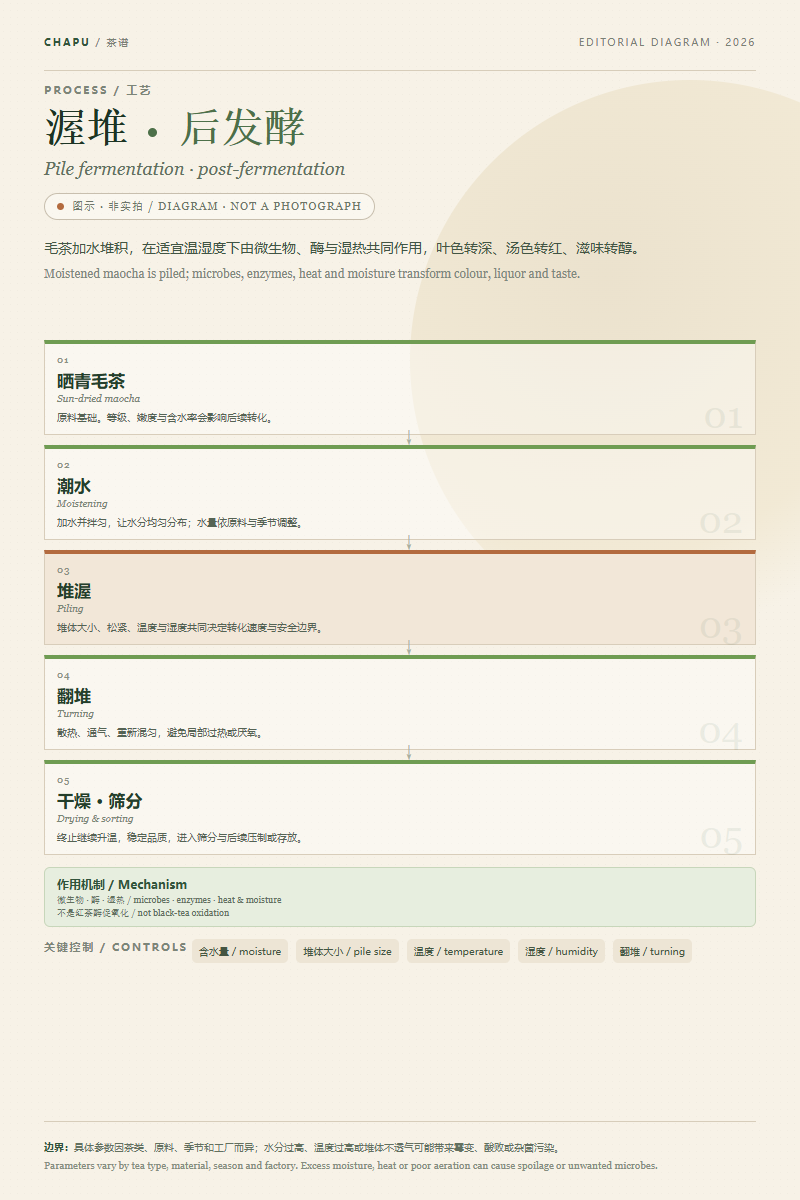 CHAPU / 茶谱
EDITORIAL DIAGRAM · 2026
PROCESS / 工艺
渥堆 · 后发酵
Pile fermentation · post-fermentation
图示 · 非实拍 / DIAGRAM · NOT A PHOTOGRAPH
毛茶加水堆积，在适宜温湿度下由微生物、酶与湿热共同作用，叶色转深、汤色转红、滋味转醇。
Moistened maocha is piled; microbes, enzymes, heat and moisture transform colour, liquor and taste.
01
晒青毛茶
Sun-dried maocha
原料基础。等级、嫩度与含水率会影响后续转化。
01
02
潮水
Moistening
加水并拌匀，让水分均匀分布；水量依原料与季节调整。
02
03
堆渥
Piling
堆体大小、松紧、温度与湿度共同决定转化速度与安全边界。
03
04
翻堆
Turning
散热、通气、重新混匀，避免局部过热或厌氧。
04
05
干燥 · 筛分
Drying & sorting
终止继续升温，稳定品质，进入筛分与后续压制或存放。
05
作用机制 / Mechanism
微生物 · 酶 · 湿热 / microbes · enzymes · heat & moisture
不是红茶酶促氧化 / not black-tea oxidation
关键控制 / CONTROLS
含水量 / moisture
堆体大小 / pile size
温度 / temperature
湿度 / humidity
翻堆 / turning
边界：具体参数因茶类、原料、季节和工厂而异；水分过高、温度过高或堆体不透气可能带来霉变、酸败或杂菌污染。
Parameters vary by tea type, material, season and factory. Excess moisture, heat or poor aeration can cause spoilage or unwanted microbes.